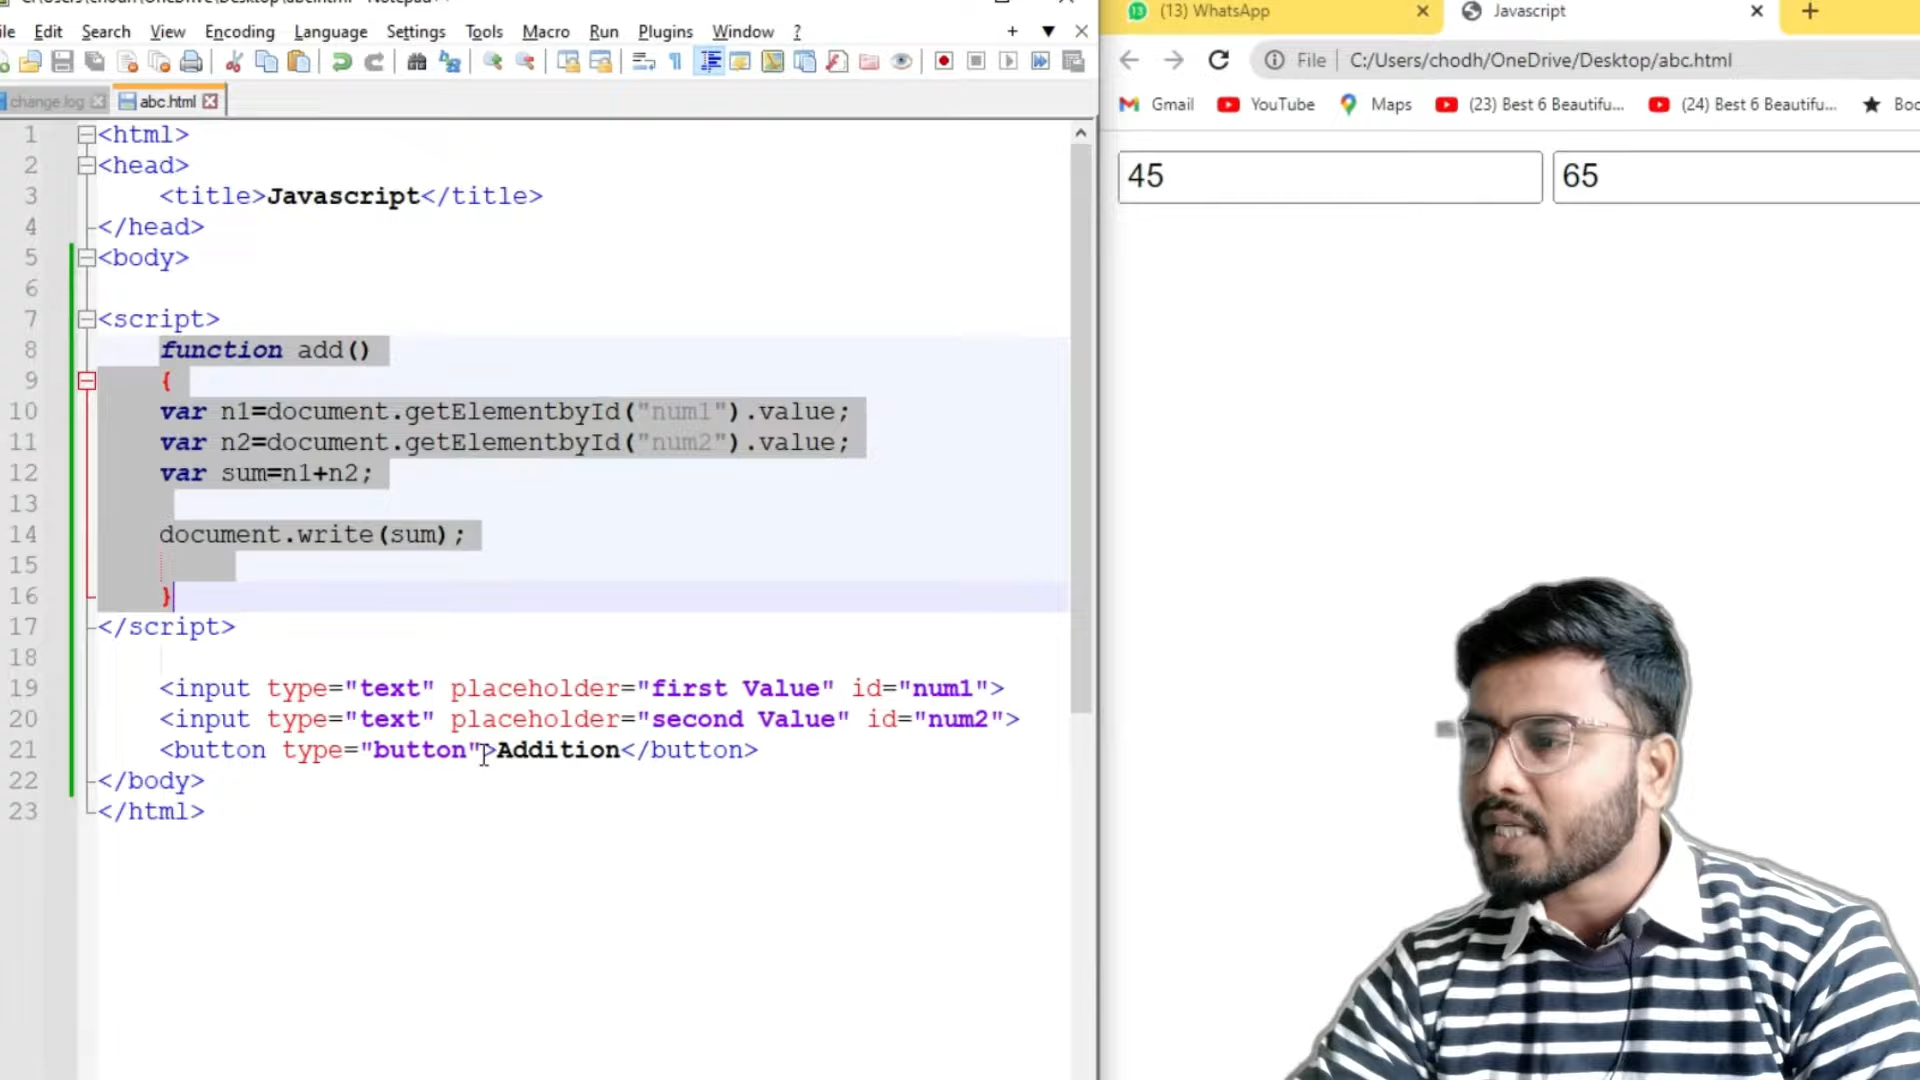 ile Edit Search View Encoding Language Settings Tools Macro Run Plugins Window ?
change.log abc.html
1 <html>
2 <head>
3 <title>Javascript</title>
4 </head>
5 <body>
6
7 <script>
8 function add()
9 {
10 var n1=document.getElementbyId("num1").value;
11 var n2=document.getElementbyId("num2").value;
12 var sum=n1+n2;
13
14 document.write(sum);
15
16 }
17 </script>
18
19 <input type="text" placeholder="first Value" id="num1">
20 <input type="text" placeholder="second Value" id="num2">
21 <button type="button">Addition</button>
22 </body>
23 </html>
13 (13) WhatsApp Javascript
File C:/Users/chodh/OneDrive/Desktop/abc.html
Gmail YouTube Maps (23) Best 6 Beautifu... (24) Best 6 Beautifu... Boo
45 65